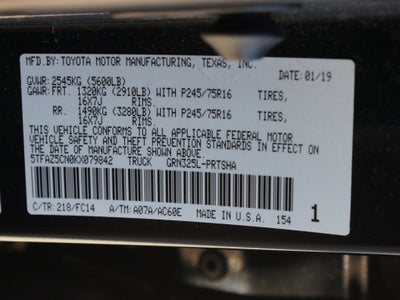 MFD. BY: TOYOTA MOTOR MANUFACTURING, TEXAS, INC.
GVWR: 2545KG (5600LB) DATE: 01/19
GAWR: FRT. 1320KG (2910LB) WITH P245/75R16 TIRES,
16X7J RIMS.
RR. 1490KG (3280LB) WITH P245/75R16 TIRES,
16X7J RIMS.
THIS VEHICLE CONFORMS TO ALL APPLICABLE FEDERAL MOTOR
VEHICLE SAFETY AND THEFT PREVENTION STANDARDS IN EFFECT
ON THE DATE OF MANUFACTURE SHOWN ABOVE.
5TFAZ5CN0KX079842 TRUCK GRN325L-PRTSHA
C/TR: 218/FC14 A/TM: A07A/AC60E MADE IN U.S.A. 154 1